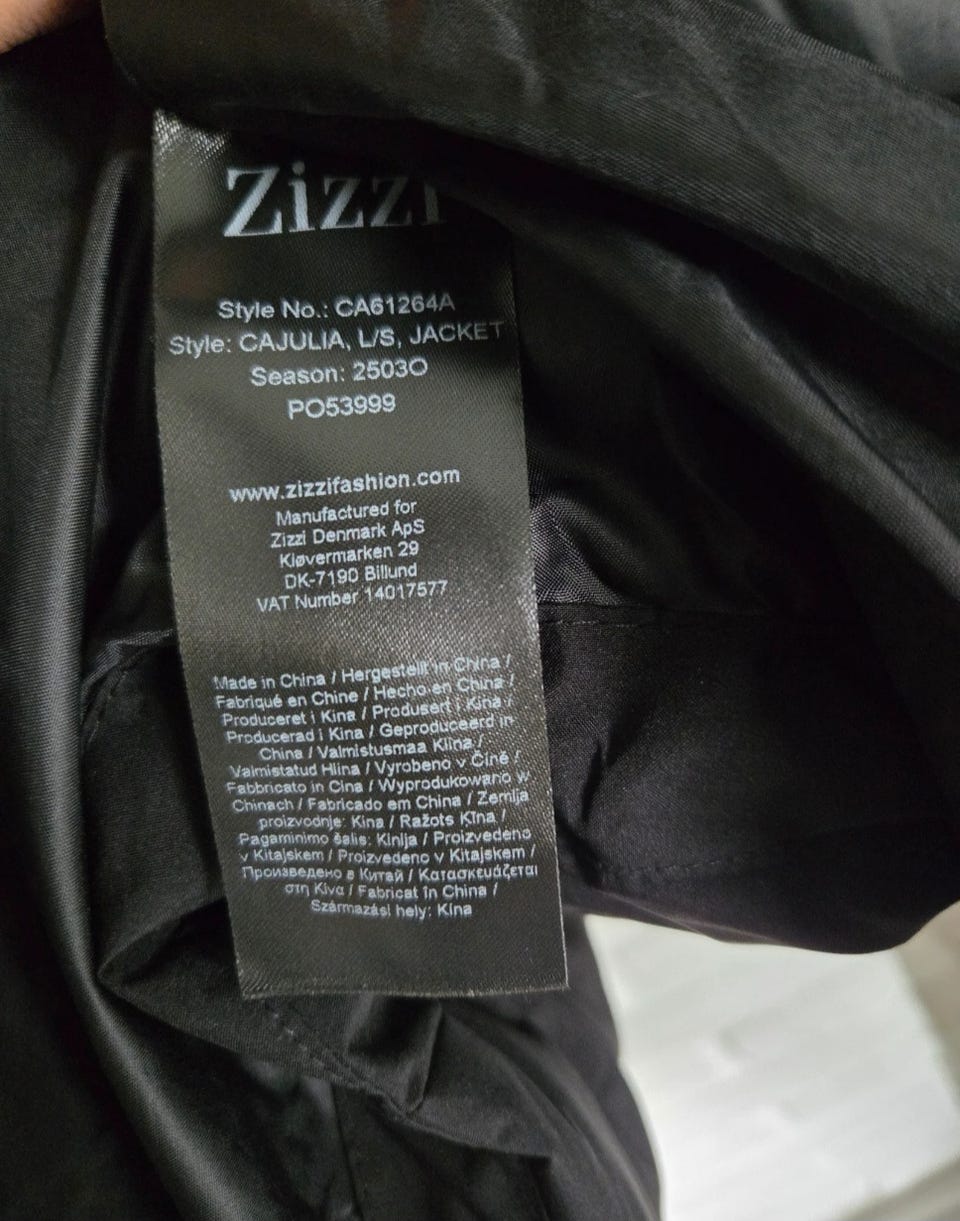 Zizzi
Style No.: CA61264A
Style: CAJULIA, L/S, JACKET
Season: 2503O
PO53999
www.zizzifashion.com
Manufactured for
Zizzi Denmark ApS
Kløvermarken 29
DK-7190 Billund
VAT Number 14017577
Made in China / Hergestellt in China /
Fabriqué en Chine / Hecho en China /
Produceret i Kina / Produsert i Kina /
Producerad i Kina / Geproduceerd in
China / Valmistusmaa Kiina /
Valmistatud Hiina / Vyrobeno v Číně /
Fabbricato in Cina / Wyprodukowano w
Chinach / Fabricado em China / Zemlja
proizvodnje: Kina / Ražots Ķīna /
Pagaminimo šalis: Kinija / Proizvedeno
v Kitajskem / Proizvedeno v Kitajskem /
Произведено в Китай / Κατασκευάζεται
στη Κίνα / Fabricat în China /
Származási hely: Kína